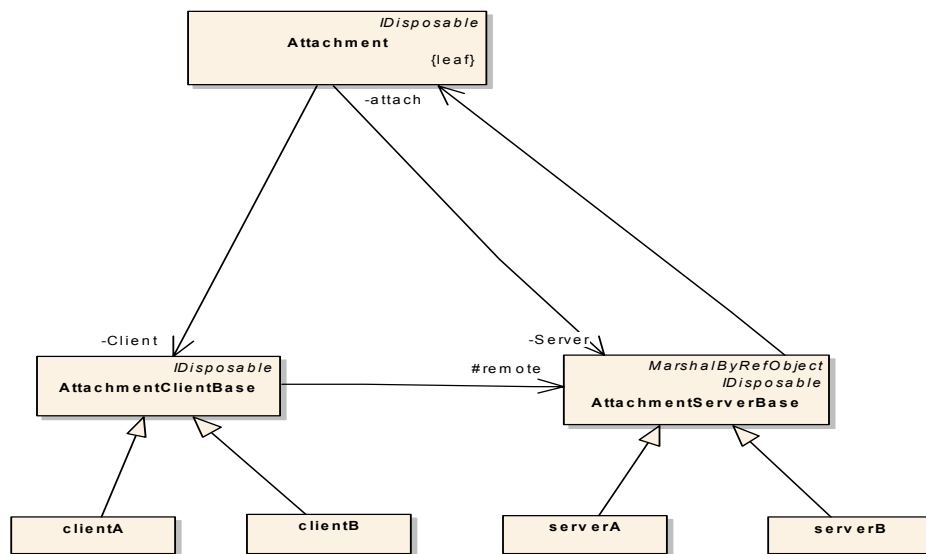 IDisposable
Attachment
{leaf}
-attach
-Client
-Server
IDisposable
AttachmentClientBase
#remote
MarshalByRefObject
IDisposable
AttachmentServerBase
clientA
clientB
serverA
serverB